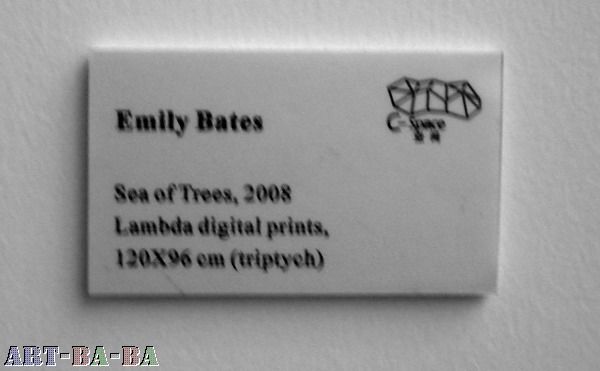 Emily Bates
C-Space
Sea of Trees, 2008
Lambda digital prints,
120X96 cm (triptych)
ART-BA-BA